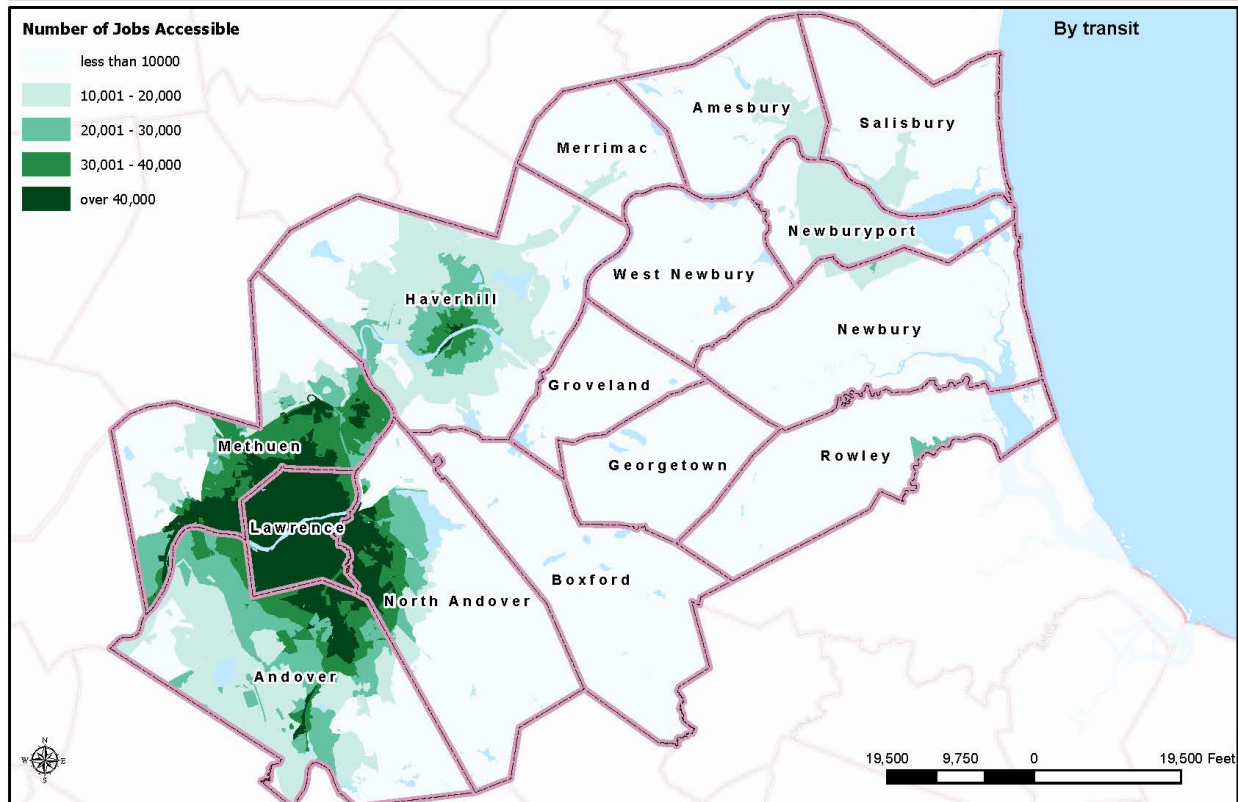 Number of Jobs Accessible
less than 10000
10,001 - 20,000
20,001 - 30,000
30,001 - 40,000
over 40,000
By transit
Amesbury
Salisbury
Merrimac
Newburyport
West Newbury
Haverhill
Newbury
Groveland
Methuen
Georgetown
Rowley
Lawrence
Boxford
North Andover
Andover
N
W E
S
19,500 9,750 0 19,500 Feet